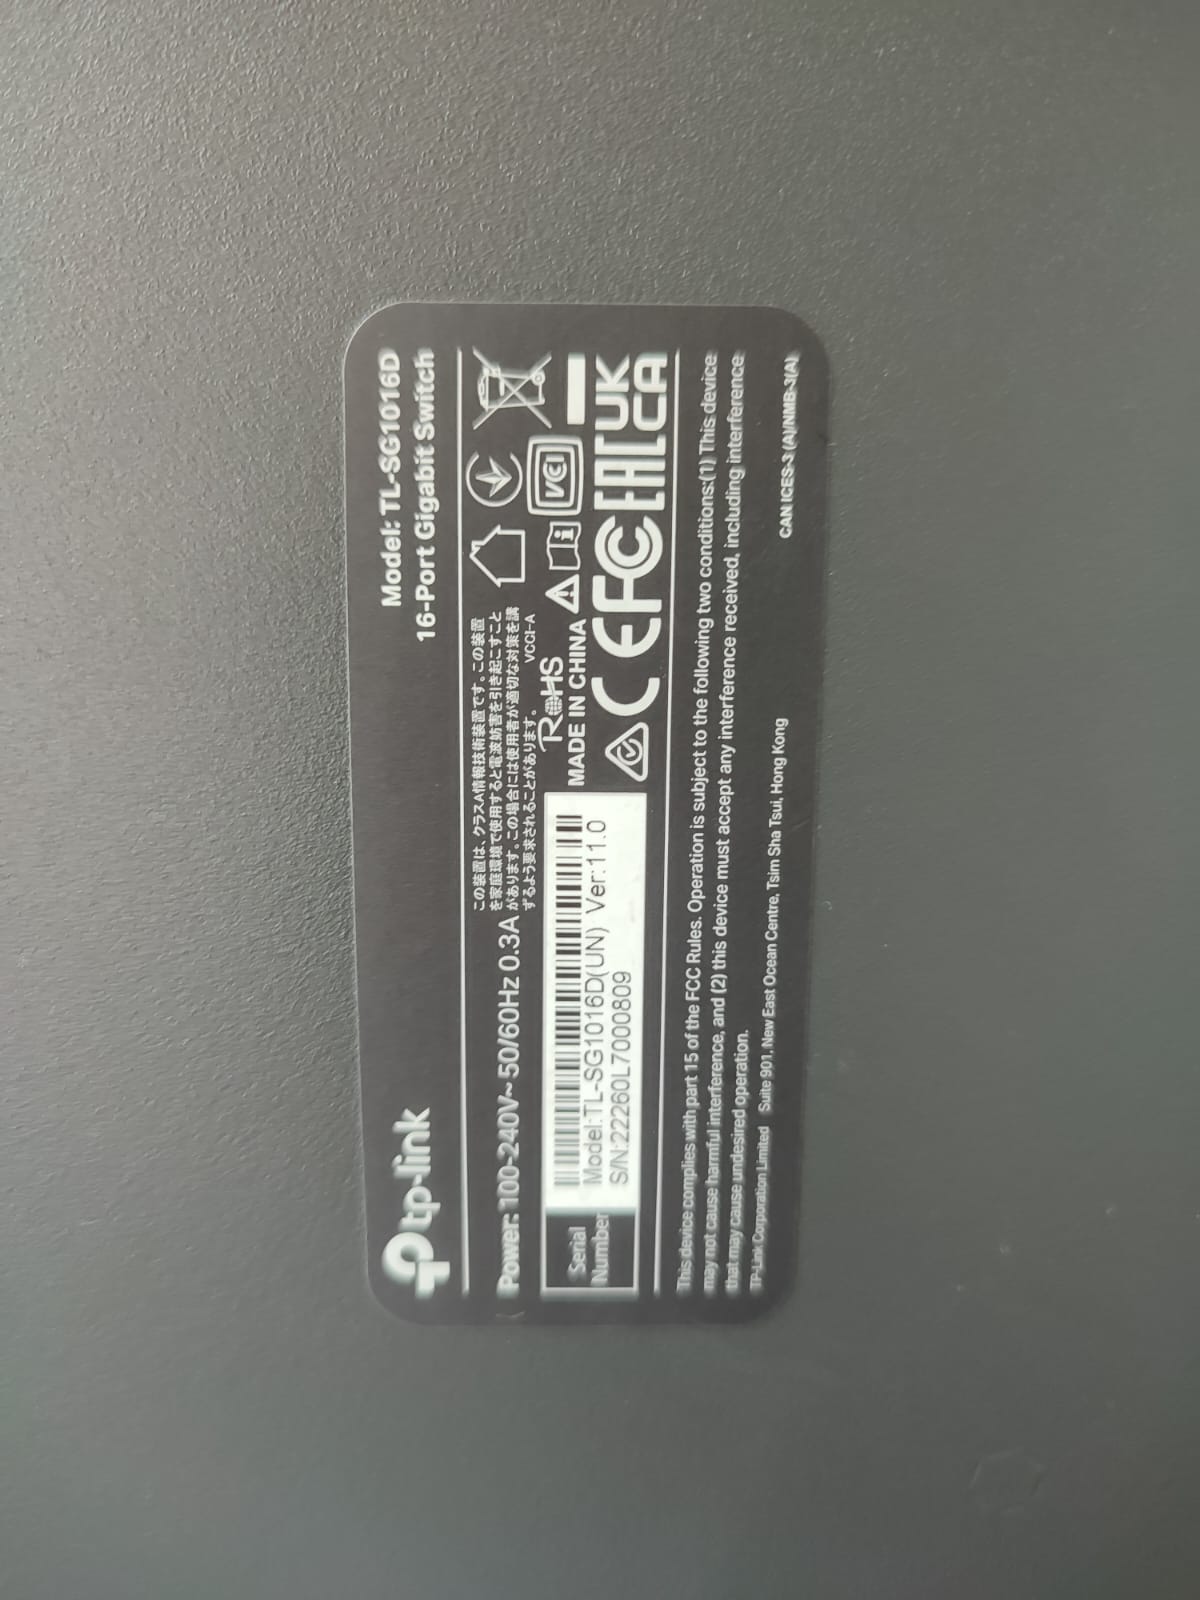 tp-link
Model: TL-SG1016D
16-Port Gigabit Switch
Power: 100-240V~ 50/60Hz 0.3A
この装置は、クラスA情報技術装置です。この装置
を家庭環境で使用すると電波妨害を引き起こすこと
があります。この場合には使用者が適切な対策を講
ずるよう要求されることがあります。 VCCI-A
RoHS
MADE IN CHINA
VCI
CE FC EAC UK
CA
Serial
Number
Model:TL-SG1016D(UN) Ver:11.0
S/N:22260L7000809
This device complies with part 15 of the FCC Rules. Operation is subject to the following two conditions:(1) This device
may not cause harmful interference, and (2) this device must accept any interference received, including interference
that may cause undesired operation.
TP-Link Corporation Limited Suite 901, New East Ocean Centre, Tsim Sha Tsui, Hong Kong CAN ICES-3 (A)/NMB-3(A)